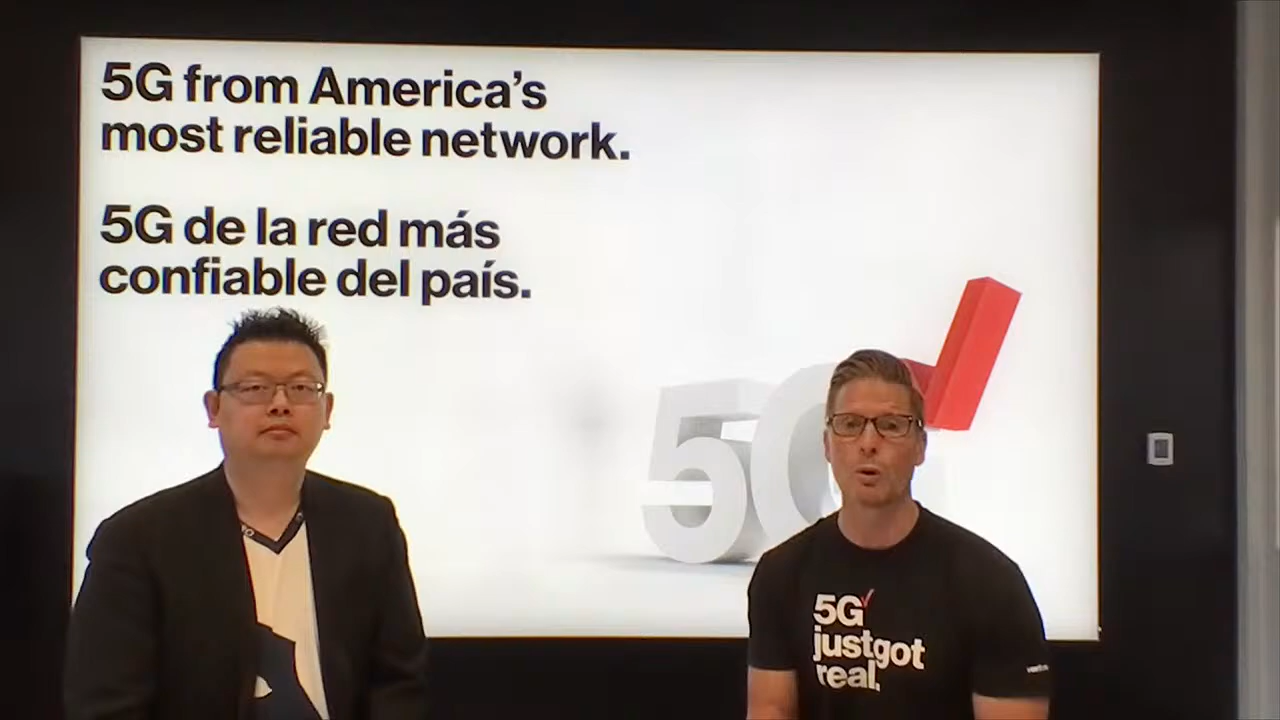 5G from America's
most reliable network.
5G de la red más
confiable del país.
5G
5G
just got
real.